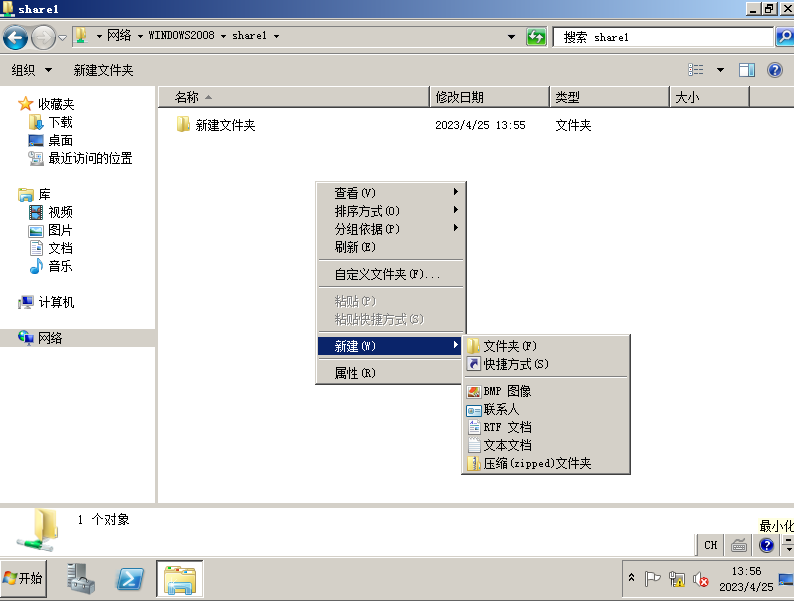 share1
网络 WINDOWS2008 share1
搜索 share1
组织 新建文件夹
名称 修改日期 类型 大小
新建文件夹 2023/4/25 13:55 文件夹
收藏夹
下载
桌面
最近访问的位置
库
视频
图片
文档
音乐
计算机
网络
查看(V)
排序方式(O)
分组依据(P)
刷新(E)
自定义文件夹(F)...
粘贴(P)
粘贴快捷方式(S)
新建(W)
属性(R)
文件夹(F)
快捷方式(S)
BMP 图像
联系人
RTF 文档
文本文档
压缩(zipped)文件夹
1 个对象
最小化
CH
开始
13:56
2023/4/25